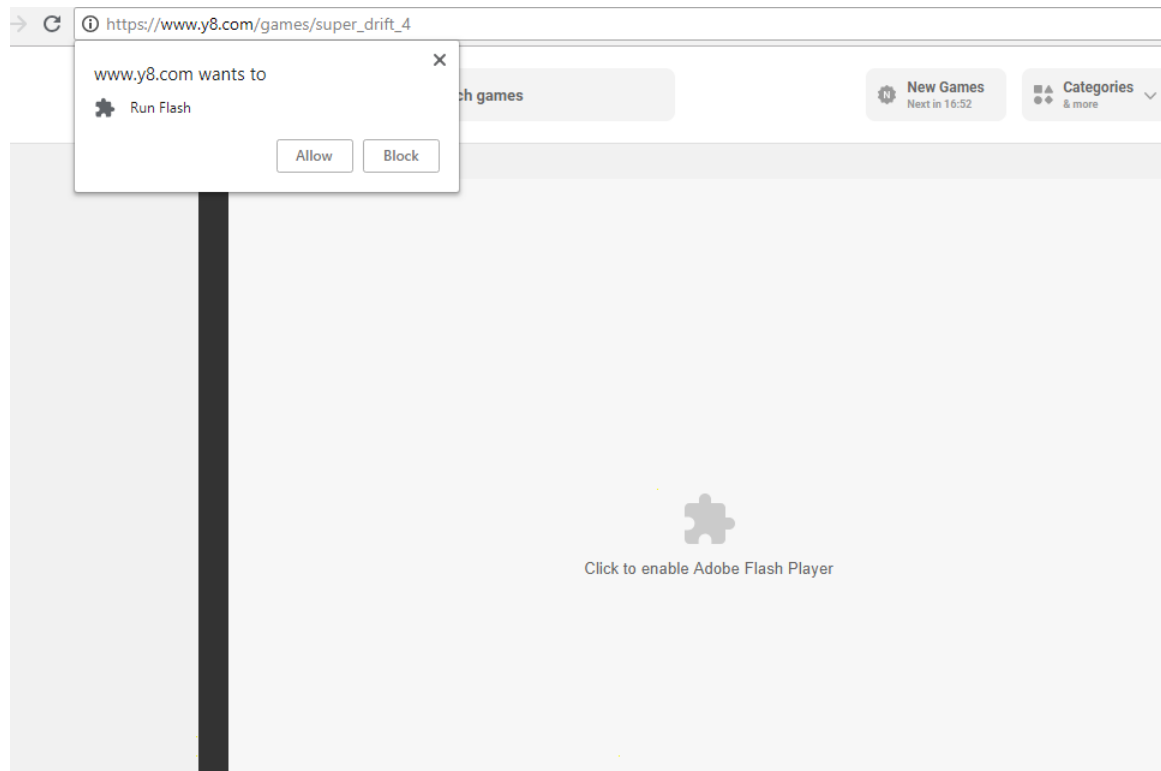 https://www.y8.com/games/super_drift_4
www.y8.com wants to
Run Flash
Allow
Block
ch games
New Games
Next in 16:52
Categories
& more
Click to enable Adobe Flash Player